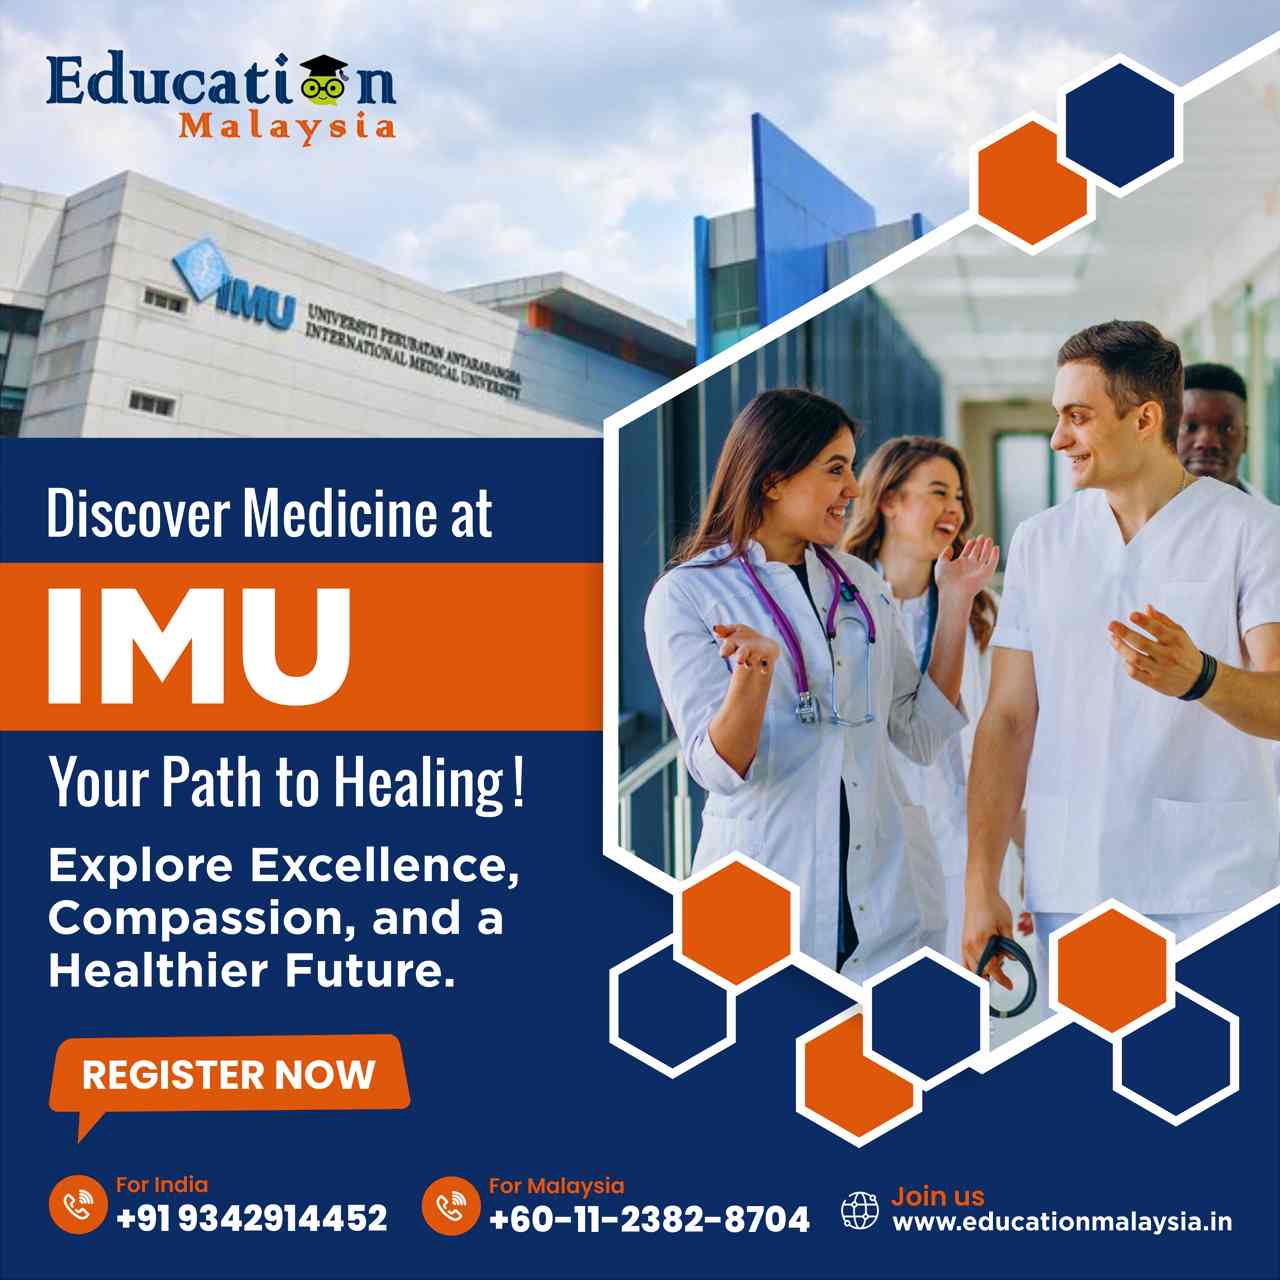 Education
Malaysia
IMU
UNIVERSITI PERUBATAN ANTARABANGSA
INTERNATIONAL MEDICAL UNIVERSITY
Discover Medicine at
IMU
Your Path to Healing!
Explore Excellence,
Compassion, and a
Healthier Future.
REGISTER NOW
For India
+91 9342914452
For Malaysia
+60-11-2382-8704
Join us
www.educationmalaysia.in